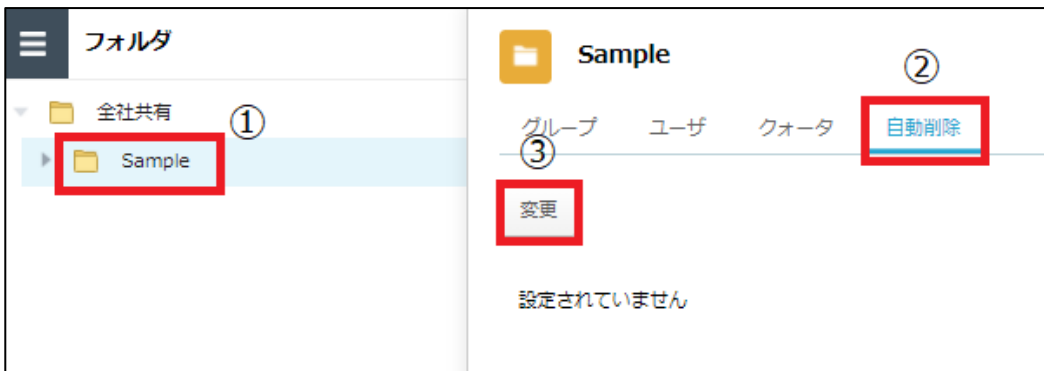 フォルダ
全社共有
①
Sample
Sample
②
グループ ユーザ クォータ 自動削除
③
変更
設定されていません